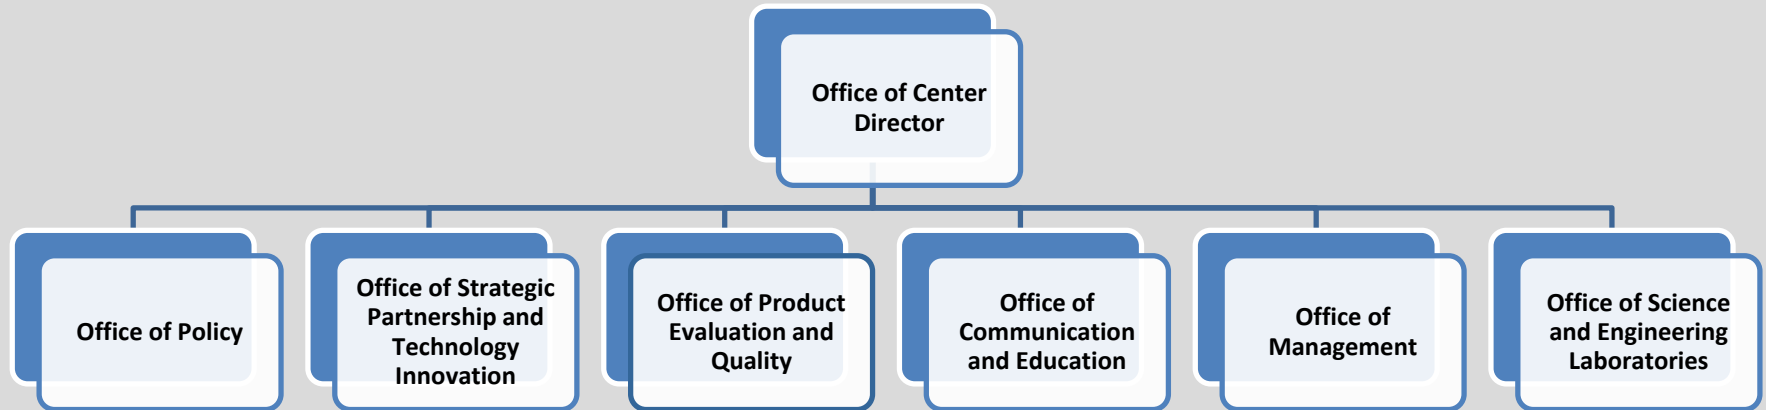 Office of Center
Director
Office of Policy
Office of Strategic
Partnership and
Technology
Innovation
Office of Product
Evaluation and
Quality
Office of
Communication
and Education
Office of
Management
Office of Science
and Engineering
Laboratories